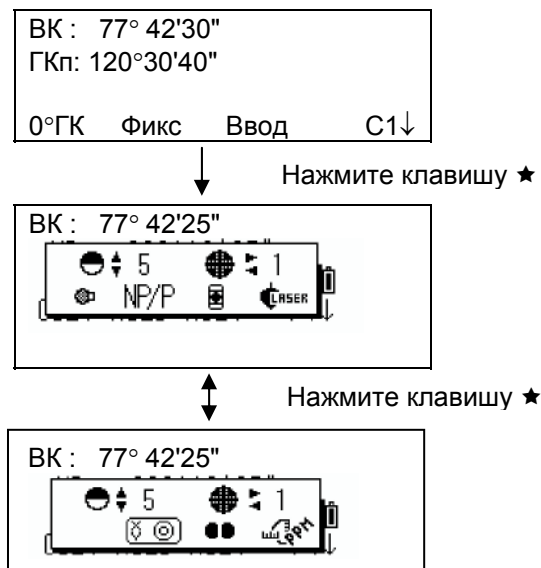 ВК : 77° 42'30"
ГКп: 120°30'40"
0°ГК Фикс Ввод С1↓
Нажмите клавишу ★
ВК : 77° 42'25"
5 1
NP/P LASER
Нажмите клавишу ★
ВК : 77° 42'25"
5 1
PPM